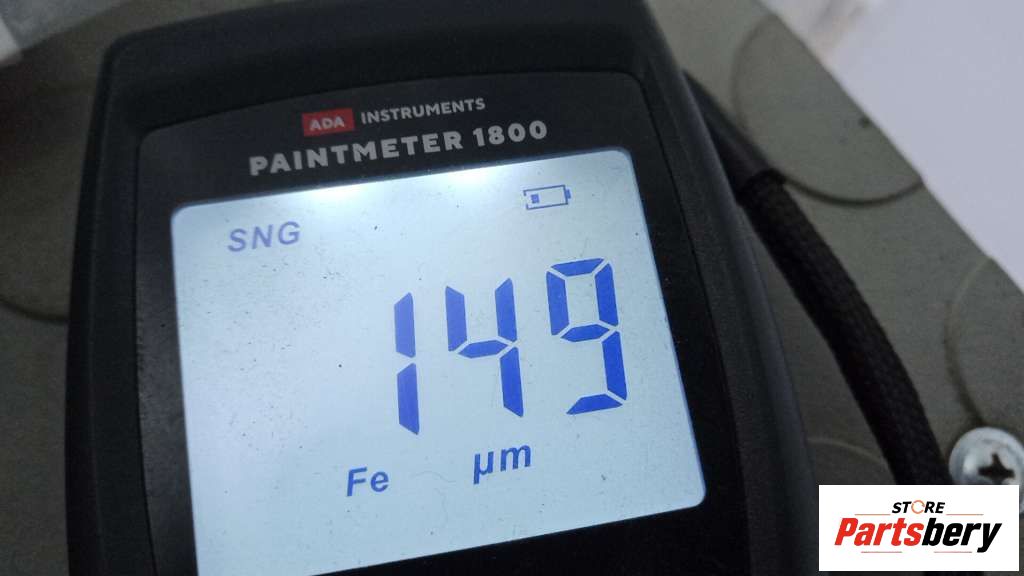 ADA INSTRUMENTS
PAINTMETER 1800
SNG
149
Fe µm
STORE
Partsbery